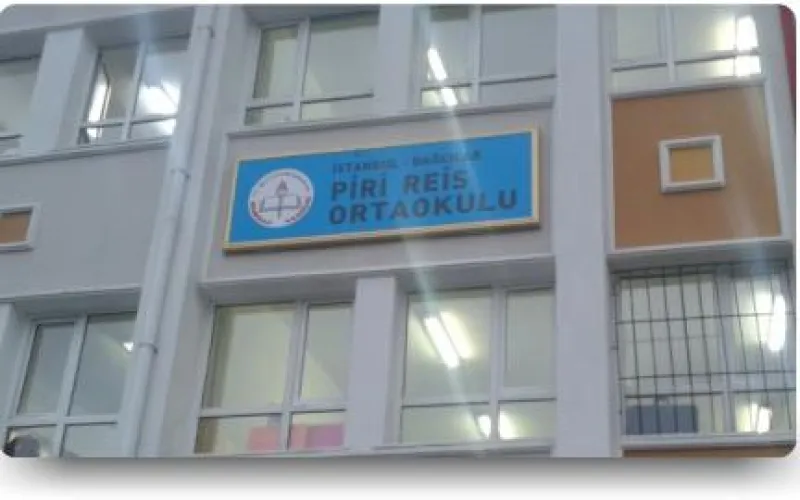 İSTANBUL - BAĞCILAR
PİRİ REİS
ORTAOKULU